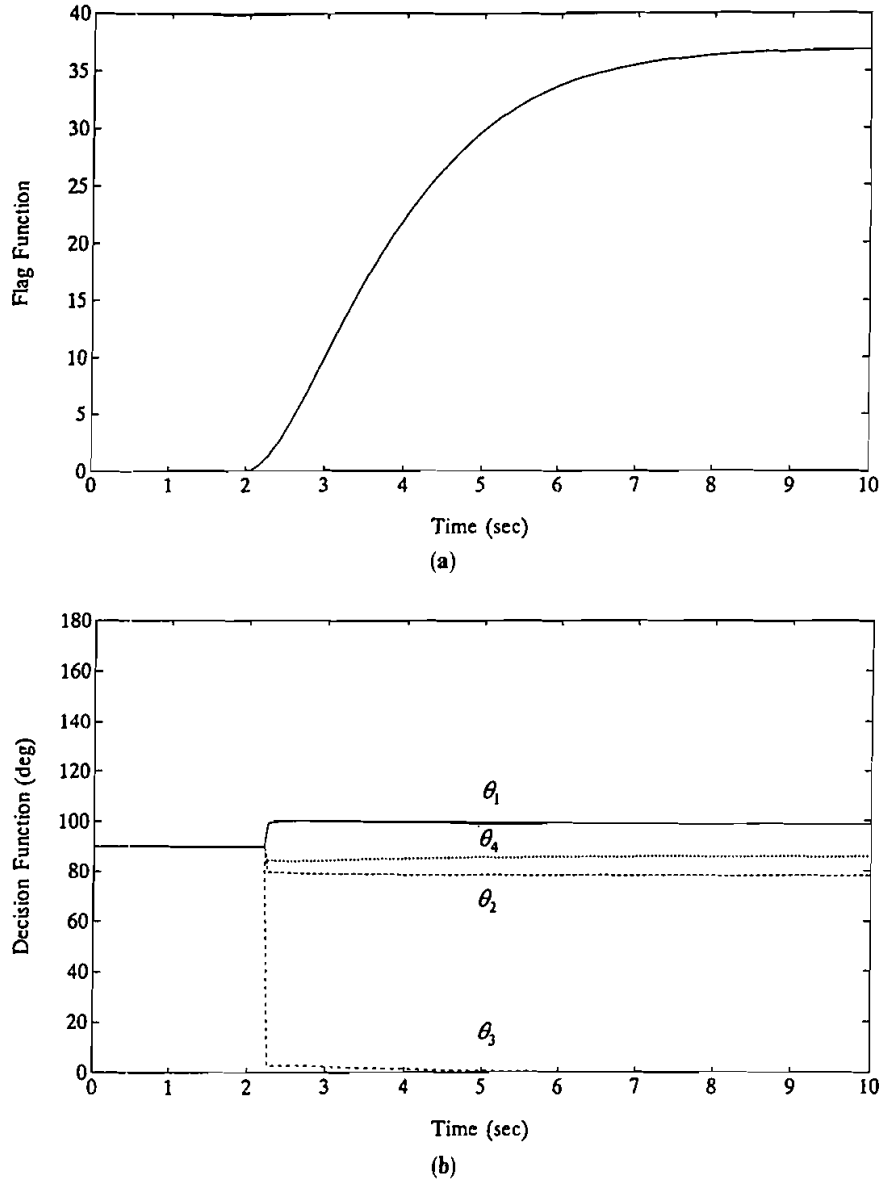 40
35
30
25
20
15
10
5
0
Flag Function
0 1 2 3 4 5 6 7 8 9 10
Time (sec)
(a)
180
160
140
120
100
80
60
40
20
0
Decision Function (deg)
θ₁
θ₄
θ₂
θ₃
0 1 2 3 4 5 6 7 8 9 10
Time (sec)
(b)